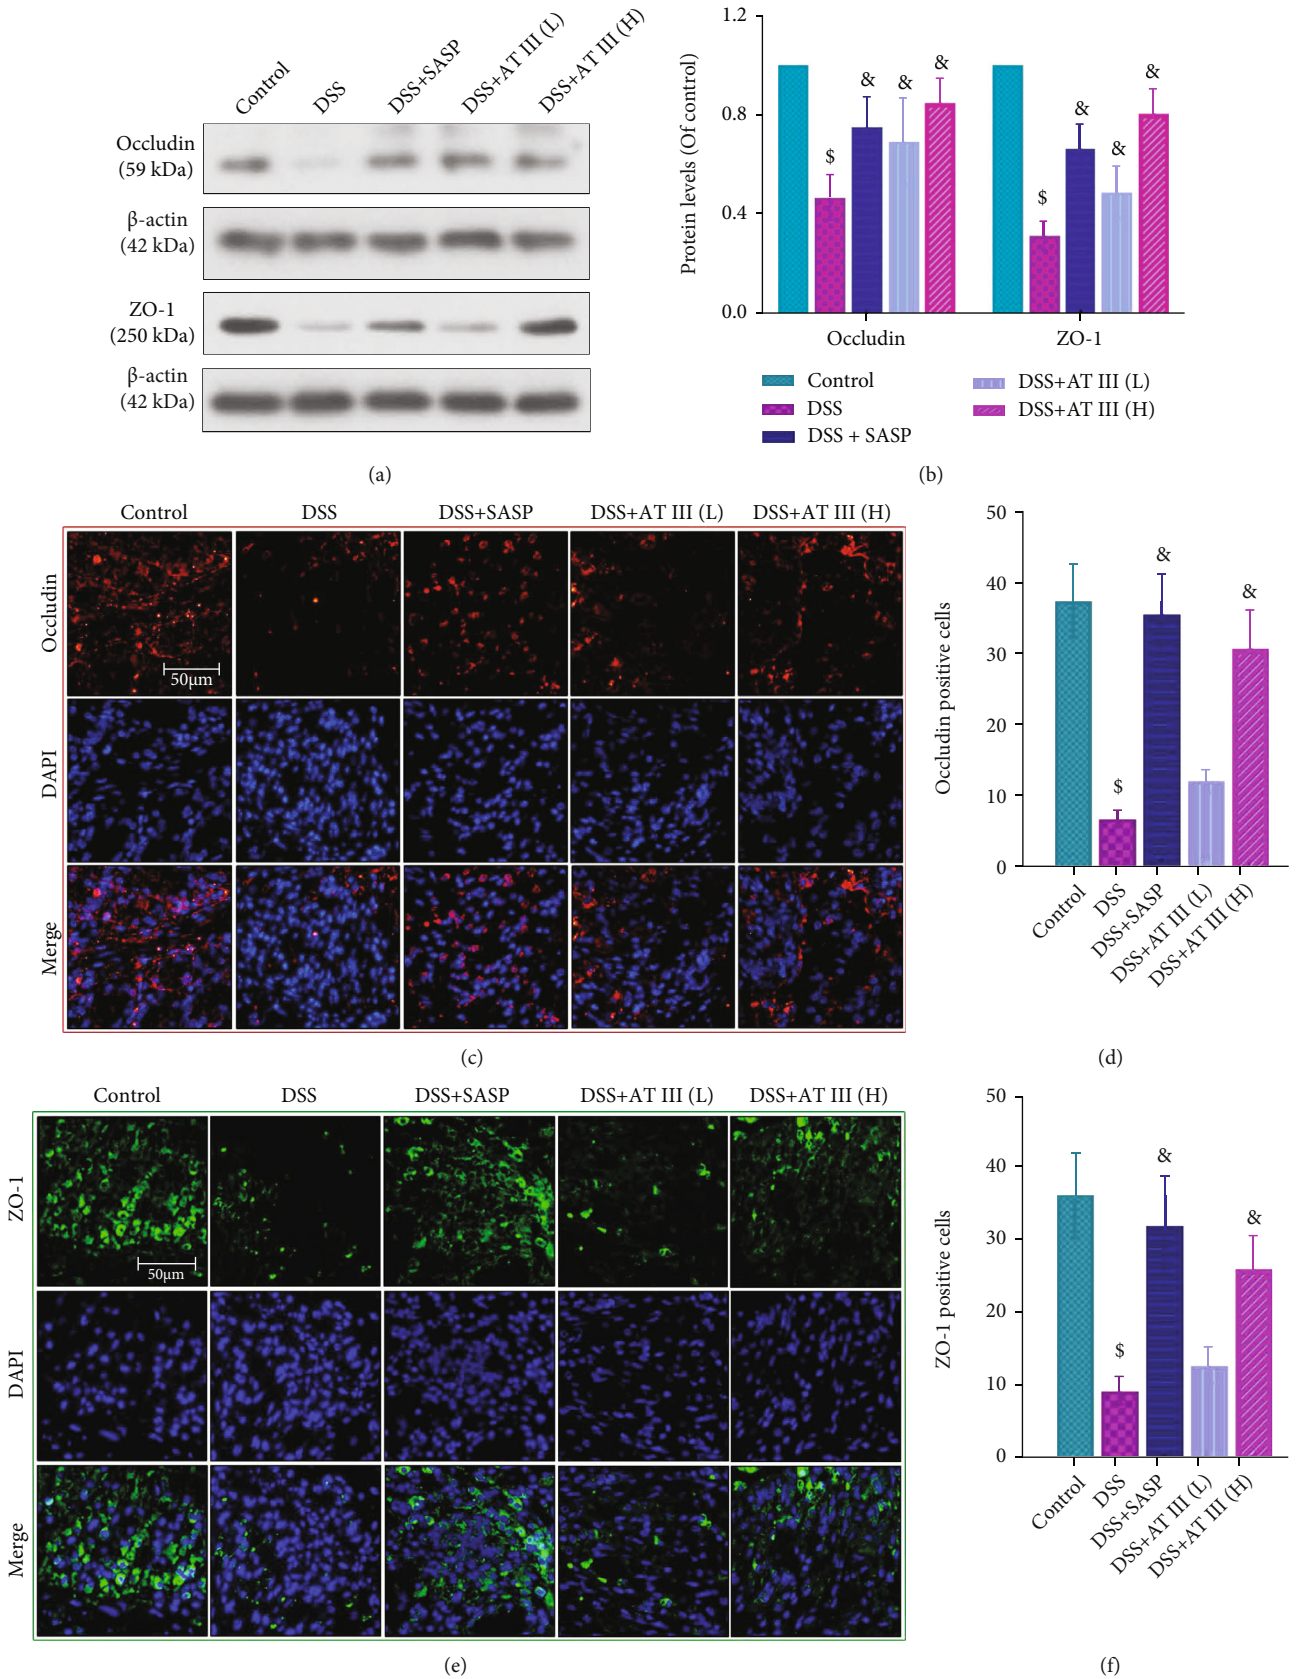 Control
DSS
DSS+SASP
DSS+AT III (L)
DSS+AT III (H)
Occludin
(59 kDa)
β-actin
(42 kDa)
ZO-1
(250 kDa)
β-actin
(42 kDa)
(a)
Protein levels (Of control)
1.2
0.8
0.4
0.0
$
&
&
&
$
&
&
&
Occludin
ZO-1
Control
DSS
DSS + SASP
DSS+AT III (L)
DSS+AT III (H)
(b)
Control
DSS
DSS+SASP
DSS+AT III (L)
DSS+AT III (H)
Occludin
50μm
DAPI
Merge
(c)
Occludin positive cells
50
40
30
20
10
0
$
&
&
Control
DSS
DSS+SASP
DSS+AT III (L)
DSS+AT III (H)
(d)
Control
DSS
DSS+SASP
DSS+AT III (L)
DSS+AT III (H)
ZO-1
50μm
DAPI
Merge
(e)
ZO-1 positive cells
50
40
30
20
10
0
$
&
&
Control
DSS
DSS+SASP
DSS+AT III (L)
DSS+AT III (H)
(f)